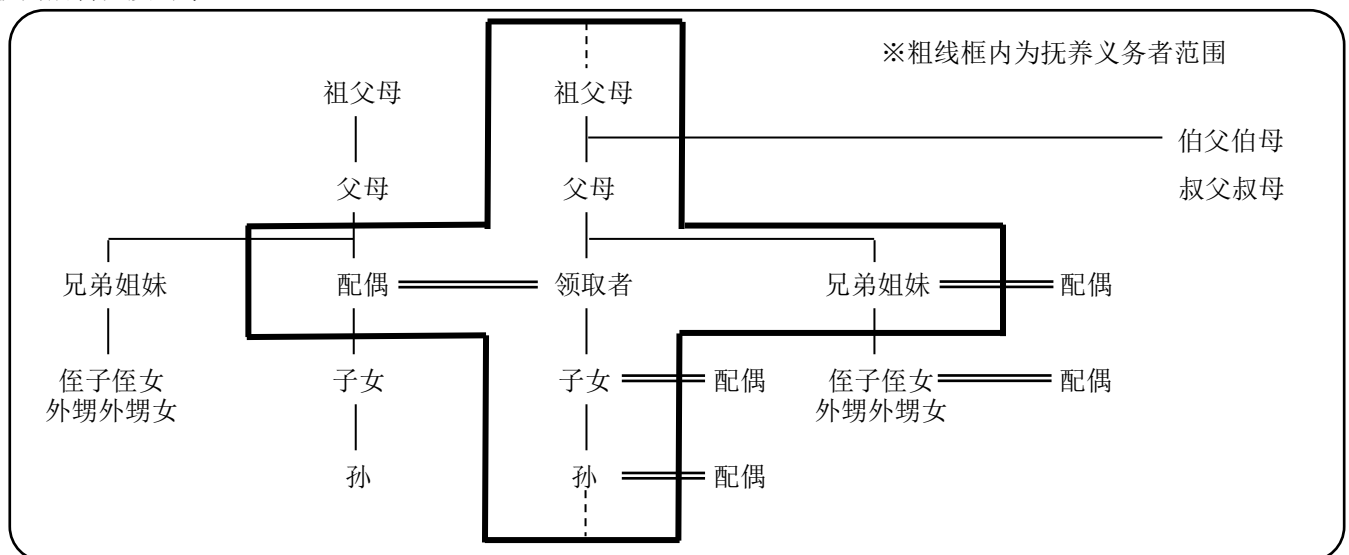 ※粗线框内为抚养义务者范围
祖父母 祖父母
伯父伯母
父母 父母 叔父叔母
兄弟姐妹 配偶 领取者 兄弟姐妹 配偶
侄子侄女 子女 子女 配偶 侄子侄女 配偶
外甥外甥女 外甥外甥女
孙 孙 配偶